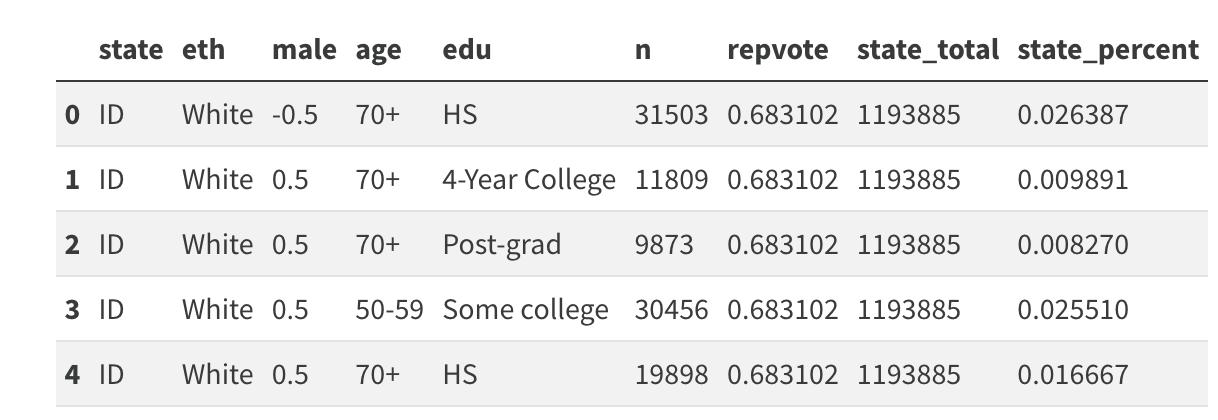 state eth male age edu n repvote state_total state_percent
0 ID White -0.5 70+ HS 31503 0.683102 1193885 0.026387
1 ID White 0.5 70+ 4-Year College 11809 0.683102 1193885 0.009891
2 ID White 0.5 70+ Post-grad 9873 0.683102 1193885 0.008270
3 ID White 0.5 50-59 Some college 30456 0.683102 1193885 0.025510
4 ID White 0.5 70+ HS 19898 0.683102 1193885 0.016667